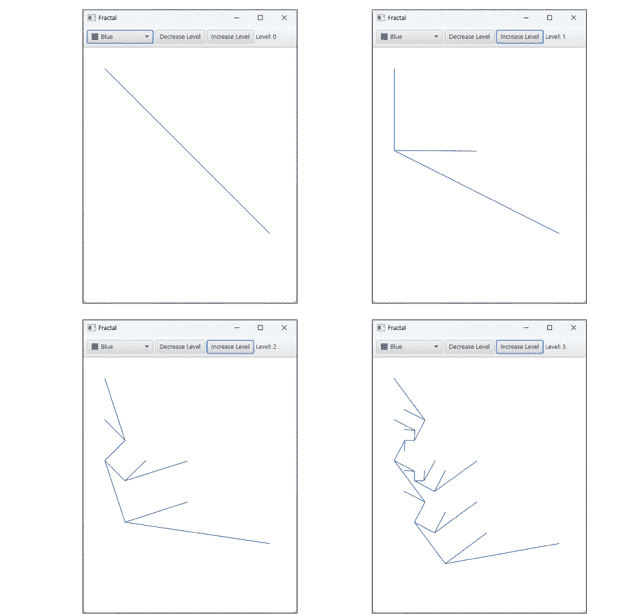 Fractal
Blue Decrease Level Increase Level Level: 0
Fractal
Blue Decrease Level Increase Level Level: 1
Fractal
Blue Decrease Level Increase Level Level: 2
Fractal
Blue Decrease Level Increase Level Level: 3